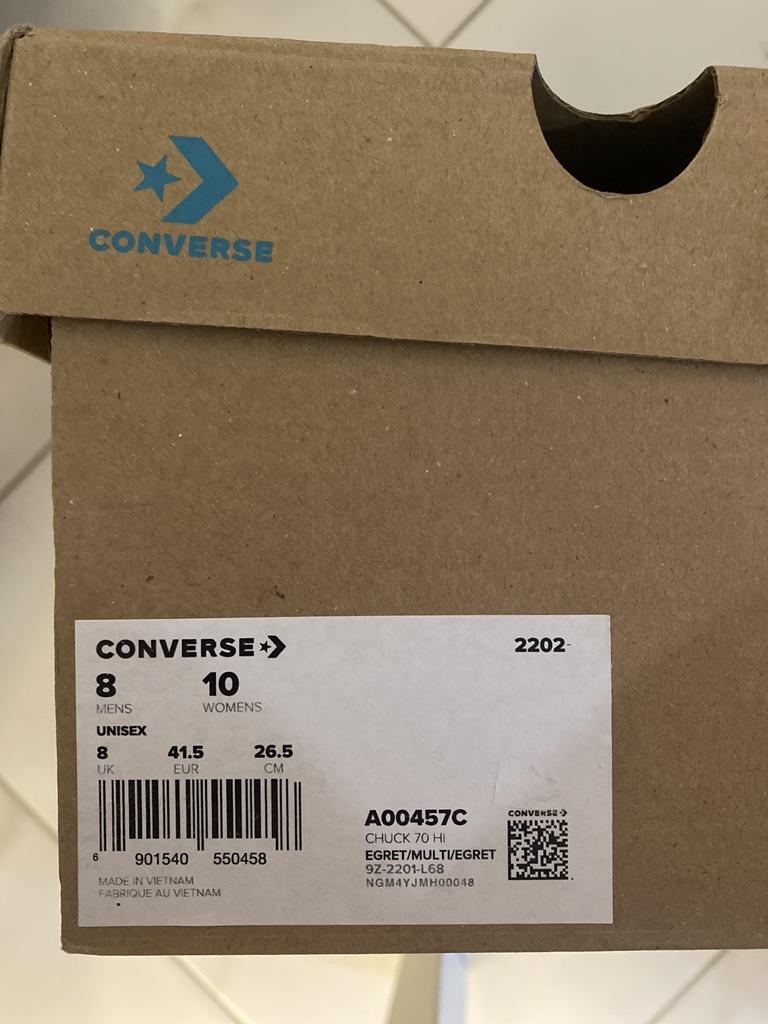 CONVERSE
CONVERSE
2202-
8 10
MENS WOMENS
UNISEX
8 41.5 26.5
UK EUR CM
6 901540 550458
MADE IN VIETNAM
FABRIQUE AU VIETNAM
A00457C
CHUCK 70 HI
EGRET/MULTI/EGRET
9Z-2201-L68
NGM4YJMH00048
CONVERSE